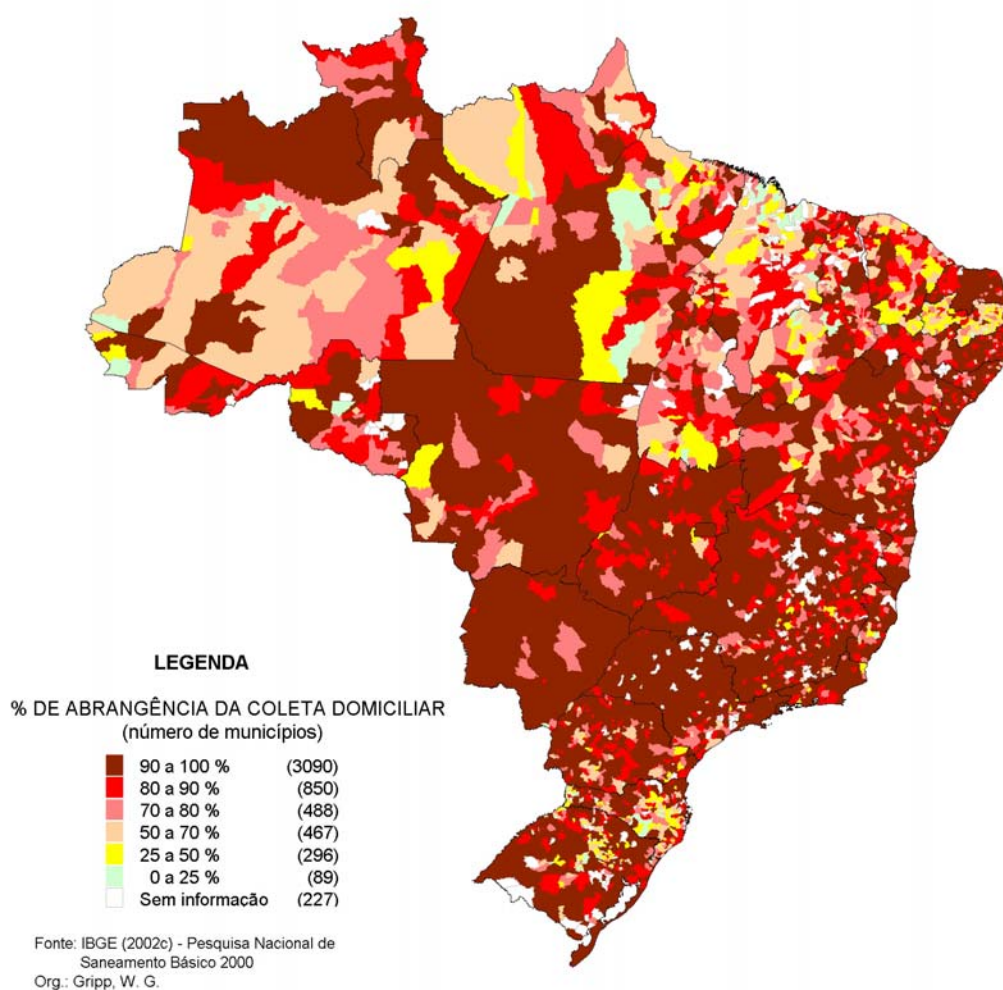 LEGENDA
% DE ABRANGÊNCIA DA COLETA DOMICILIAR
(número de municípios)
90 a 100 % (3090)
80 a 90 % (850)
70 a 80 % (488)
50 a 70 % (467)
25 a 50 % (296)
0 a 25 % (89)
Sem informação (227)
Fonte: IBGE (2002c) - Pesquisa Nacional de
Saneamento Básico 2000
Org.: Gripp, W. G.